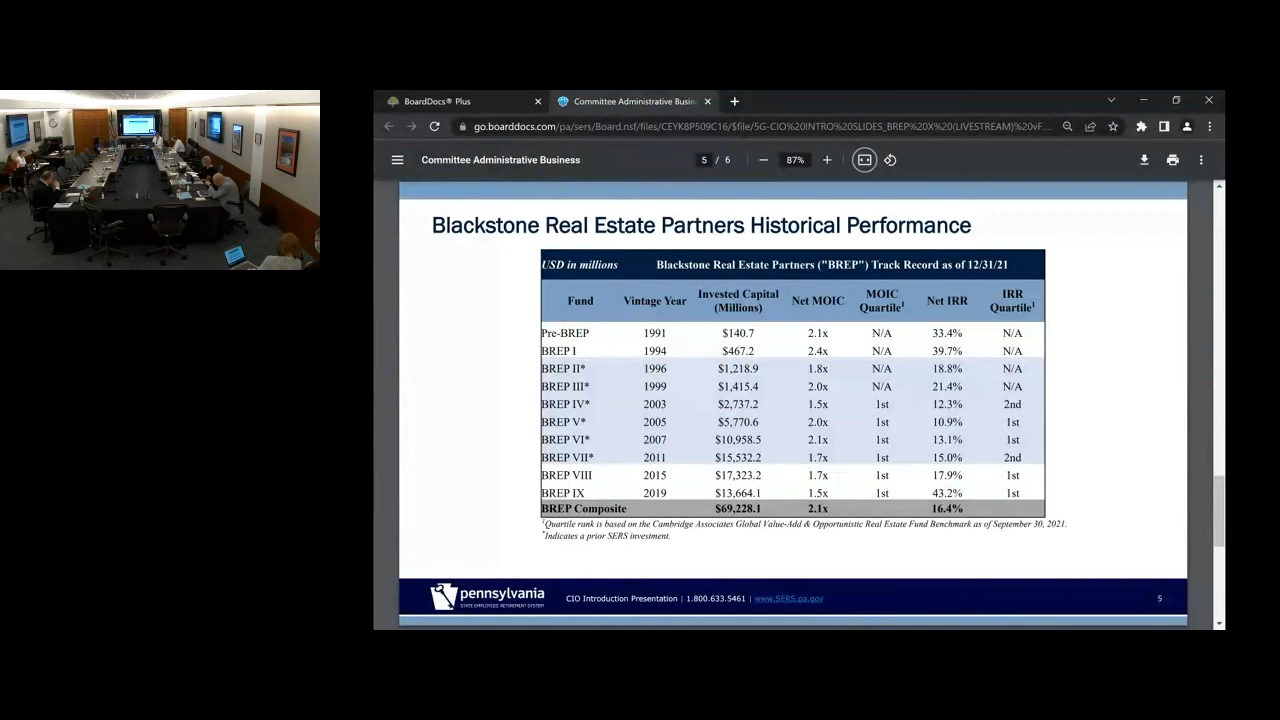 BoardDocs® Plus
Committee Administrative Busin
go.boarddocs.com/pa/sers/Board.nsf/files/CEYK8P509C16/$file/5G-CIO%20INTRO%20SLIDES_BREP%20X%20(LIVESTREAM)%20vF....
Committee Administrative Business 5 / 6 87%
Blackstone Real Estate Partners Historical Performance
USD in millions Blackstone Real Estate Partners ("BREP") Track Record as of 12/31/21
Fund Vintage Year Invested Capital (Millions) Net MOIC MOIC Quartile1 Net IRR IRR Quartile1
Pre-BREP 1991 $140.7 2.1x N/A 33.4% N/A
BREP I 1994 $467.2 2.4x N/A 39.7% N/A
BREP II* 1996 $1,218.9 1.8x N/A 18.8% N/A
BREP III* 1999 $1,415.4 2.0x N/A 21.4% N/A
BREP IV* 2003 $2,737.2 1.5x 1st 12.3% 2nd
BREP V* 2005 $5,770.6 2.0x 1st 10.9% 1st
BREP VI* 2007 $10,958.5 2.1x 1st 13.1% 1st
BREP VII* 2011 $15,532.2 1.7x 1st 15.0% 2nd
BREP VIII 2015 $17,323.2 1.7x 1st 17.9% 1st
BREP IX 2019 $13,664.1 1.5x 1st 43.2% 1st
BREP Composite $69,228.1 2.1x 16.4%
1Quartile rank is based on the Cambridge Associates Global Value-Add & Opportunistic Real Estate Fund Benchmark as of September 30, 2021.
*Indicates a prior SERS investment.
pennsylvania
STATE EMPLOYEES' RETIREMENT SYSTEM
CIO Introduction Presentation | 1.800.633.5461 | www.SERS.pa.gov
5